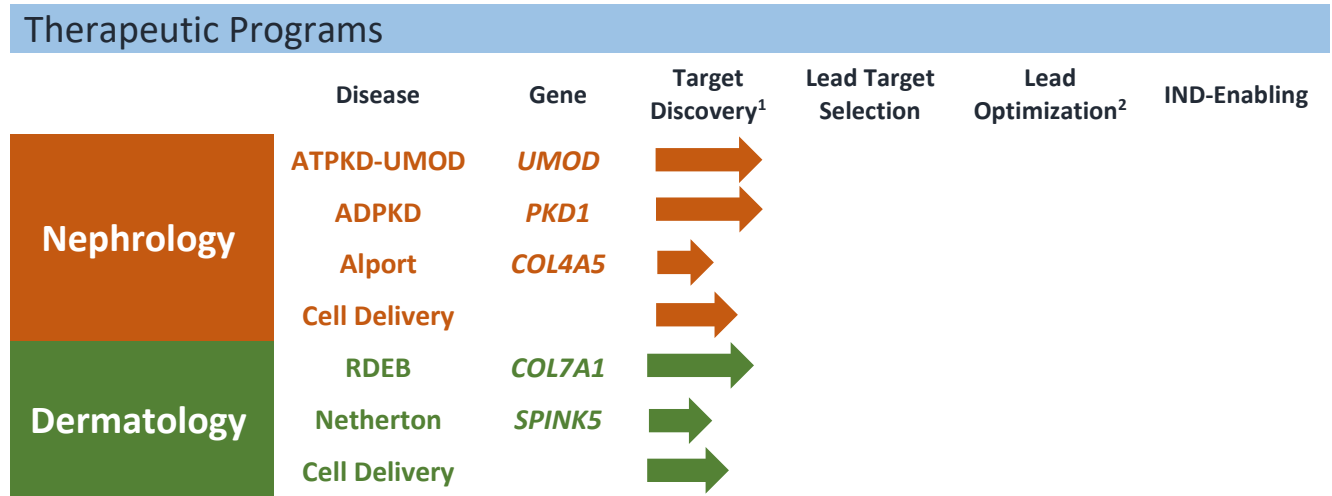 Therapeutic Programs
Disease Gene Target Discovery¹ Lead Target Selection Lead Optimization² IND-Enabling
Nephrology
ATPKD-UMOD UMOD
ADPKD PKD1
Alport COL4A5
Cell Delivery
Dermatology
RDEB COL7A1
Netherton SPINK5
Cell Delivery